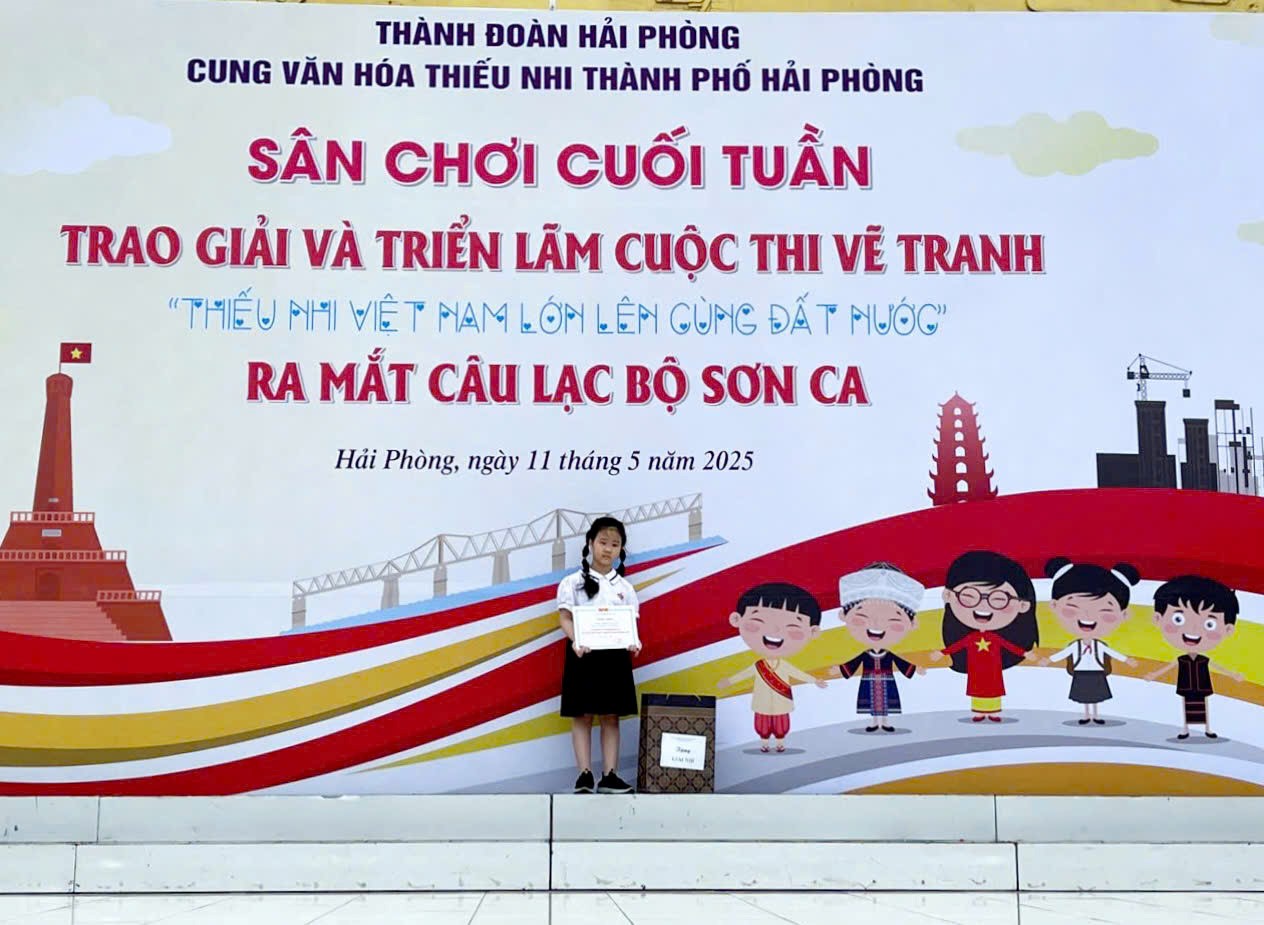 THÀNH ĐOÀN HẢI PHÒNG
CUNG VĂN HÓA THIẾU NHI THÀNH PHỐ HẢI PHÒNG
SÂN CHƠI CUỐI TUẦN
TRAO GIẢI VÀ TRIỂN LÃM CUỘC THI VẼ TRANH
“THIẾU NHI VIỆT NAM LỚN LÊN CÙNG ĐẤT NƯỚC”
RA MẮT CÂU LẠC BỘ SƠN CA
Hải Phòng, ngày 11 tháng 5 năm 2025
Tặng